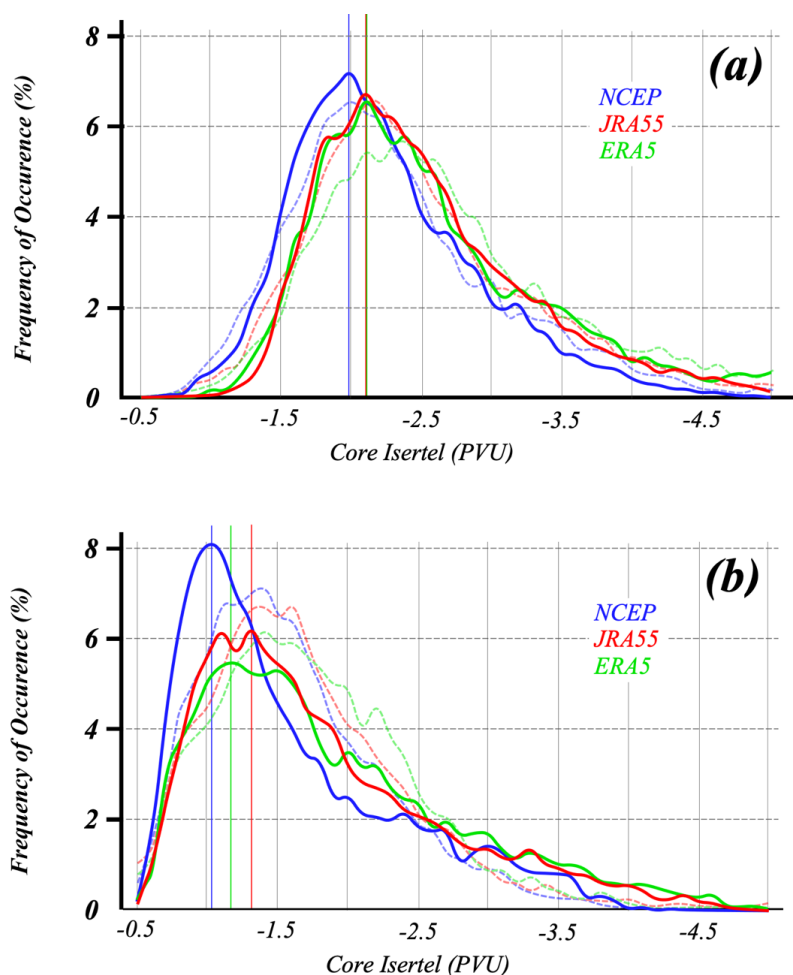 8
(a)
NCEP
JRA55
ERA5
6
4
2
0
Frequency of Occurence (%)
-0.5 -1.5 -2.5 -3.5 -4.5
Core Isertel (PVU)
8
(b)
NCEP
JRA55
ERA5
6
4
2
0
Frequency of Occurence (%)
-0.5 -1.5 -2.5 -3.5 -4.5
Core Isertel (PVU)